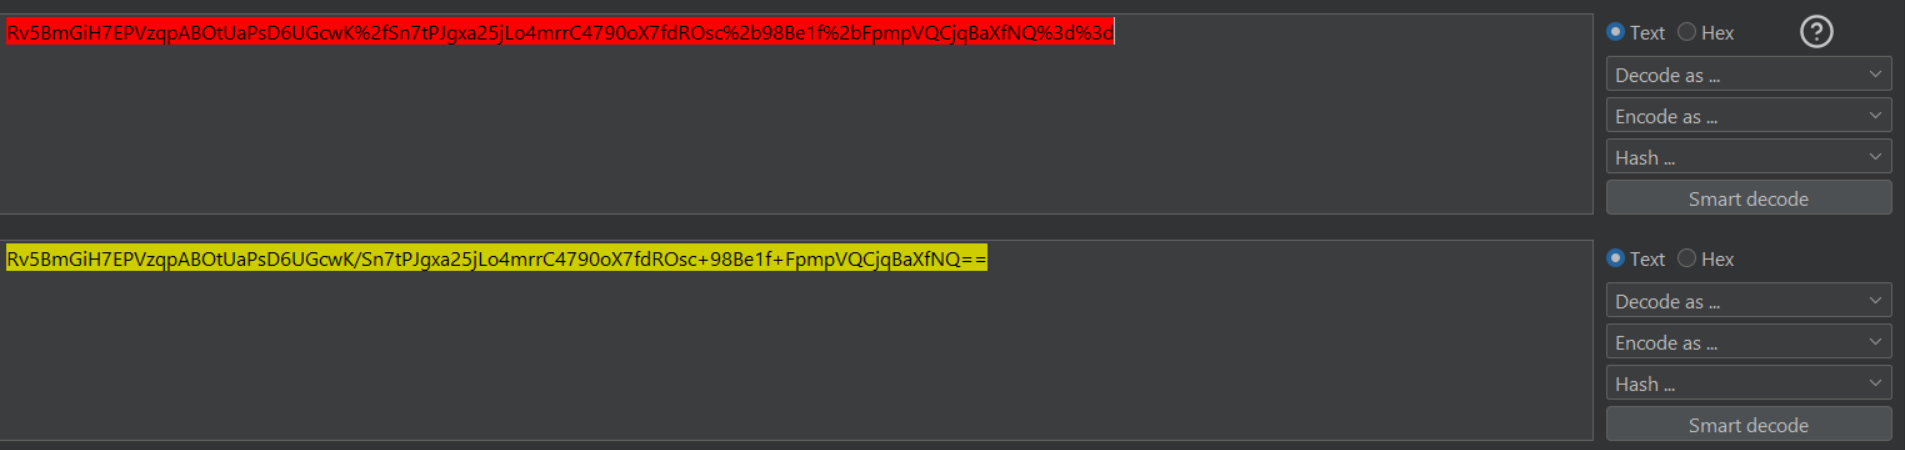 Rv5BmGiH7EPVzqpABOtUaPsD6UGcwK%2fSn7tPJgxa25jLo4mrrC4790oX7fdROsc%2b98Be1f%2bFpmpVQCjqBaXfNQ%3d%3d
Text Hex ?
Decode as ...
Encode as ...
Hash ...
Smart decode
Rv5BmGiH7EPVzqpABOtUaPsD6UGcwK/Sn7tPJgxa25jLo4mrrC4790oX7fdROsc+98Be1f+FpmpVQCjqBaXfNQ==
Text Hex
Decode as ...
Encode as ...
Hash ...
Smart decode